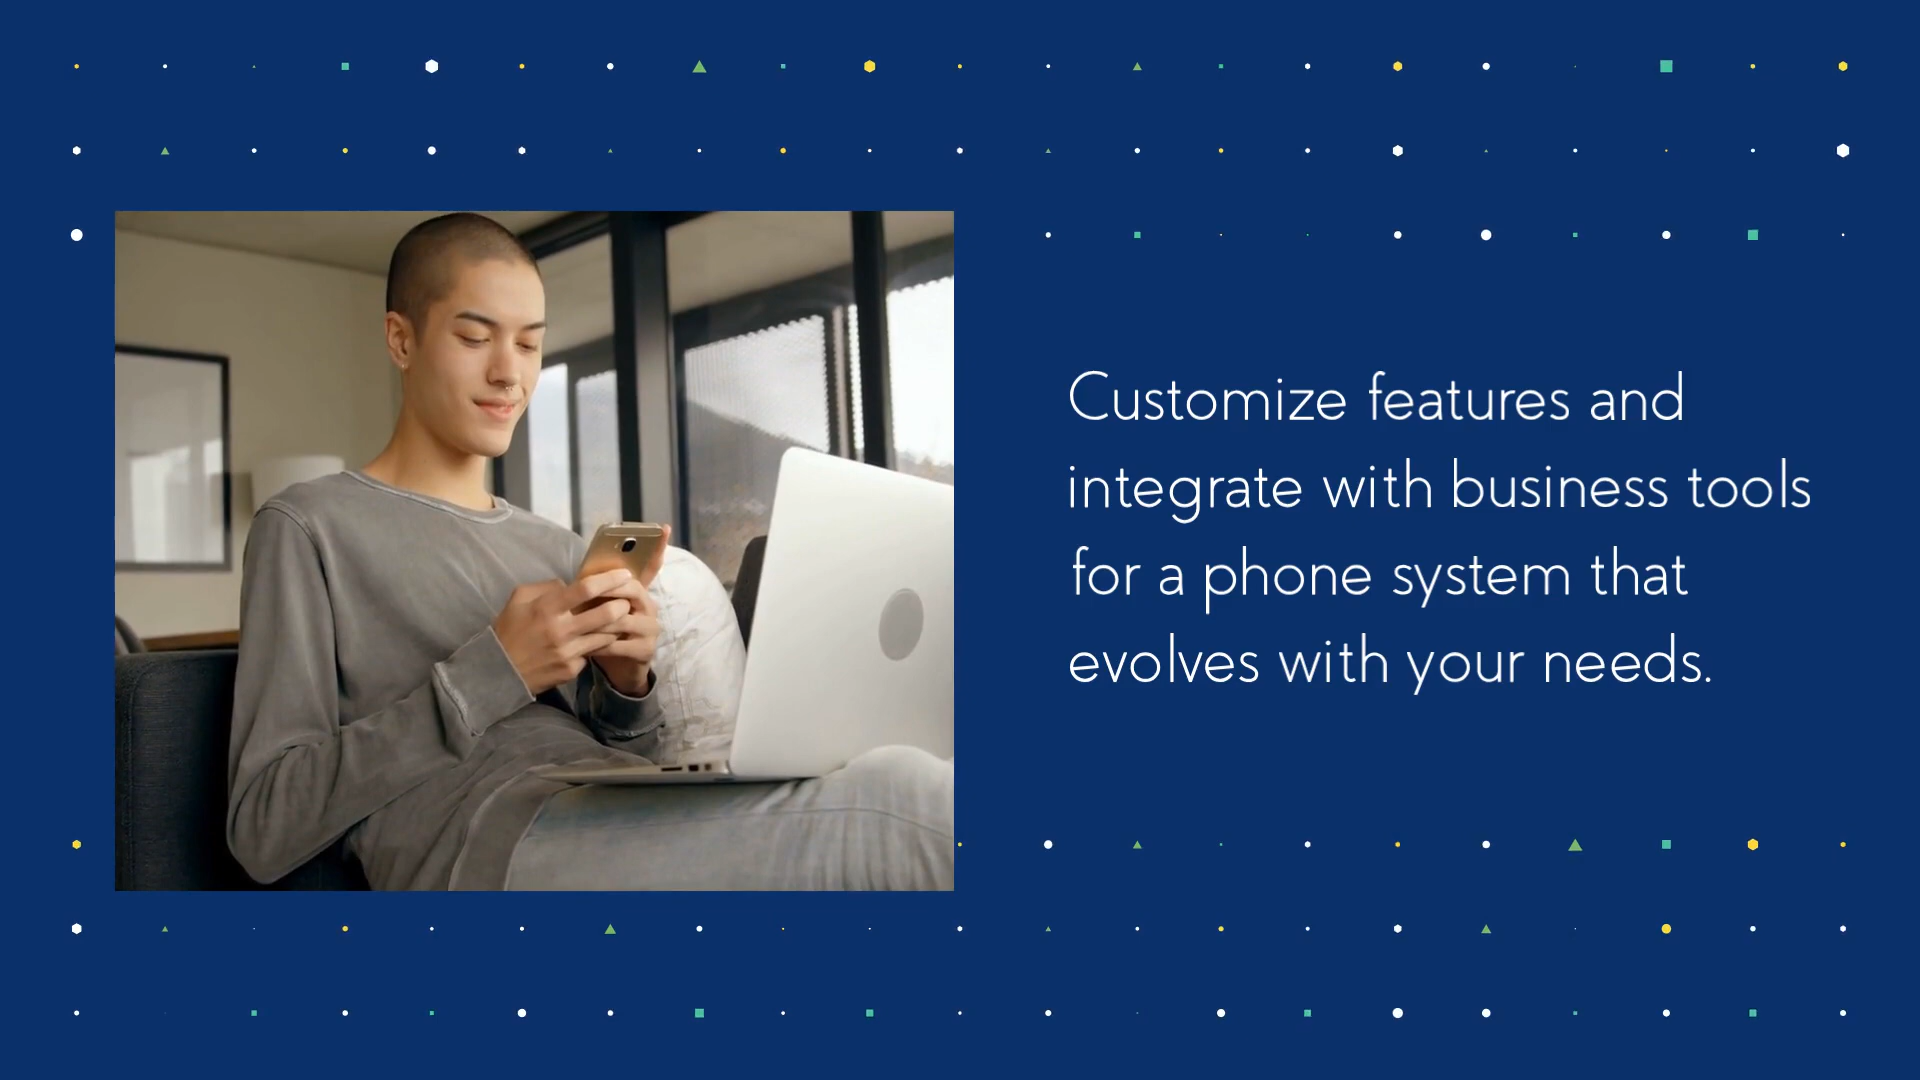 Customize features and
integrate with business tools
for a phone system that
evolves with your needs.